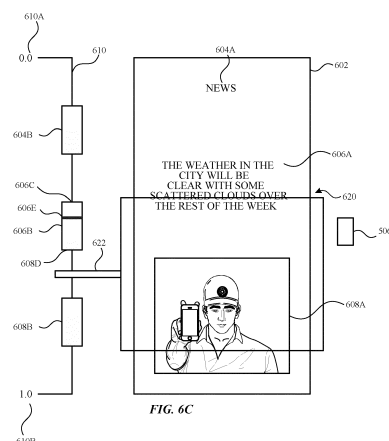 610A
610
604A
602
0.0
NEWS
604B
606A
THE WEATHER IN THE
CITY WILL BE
CLEAR WITH SOME
SCATTERED CLOUDS OVER
THE REST OF THE WEEK
606C
620
606E
606B
506
622
608D
608A
608B
1.0
FIG. 6C
610B